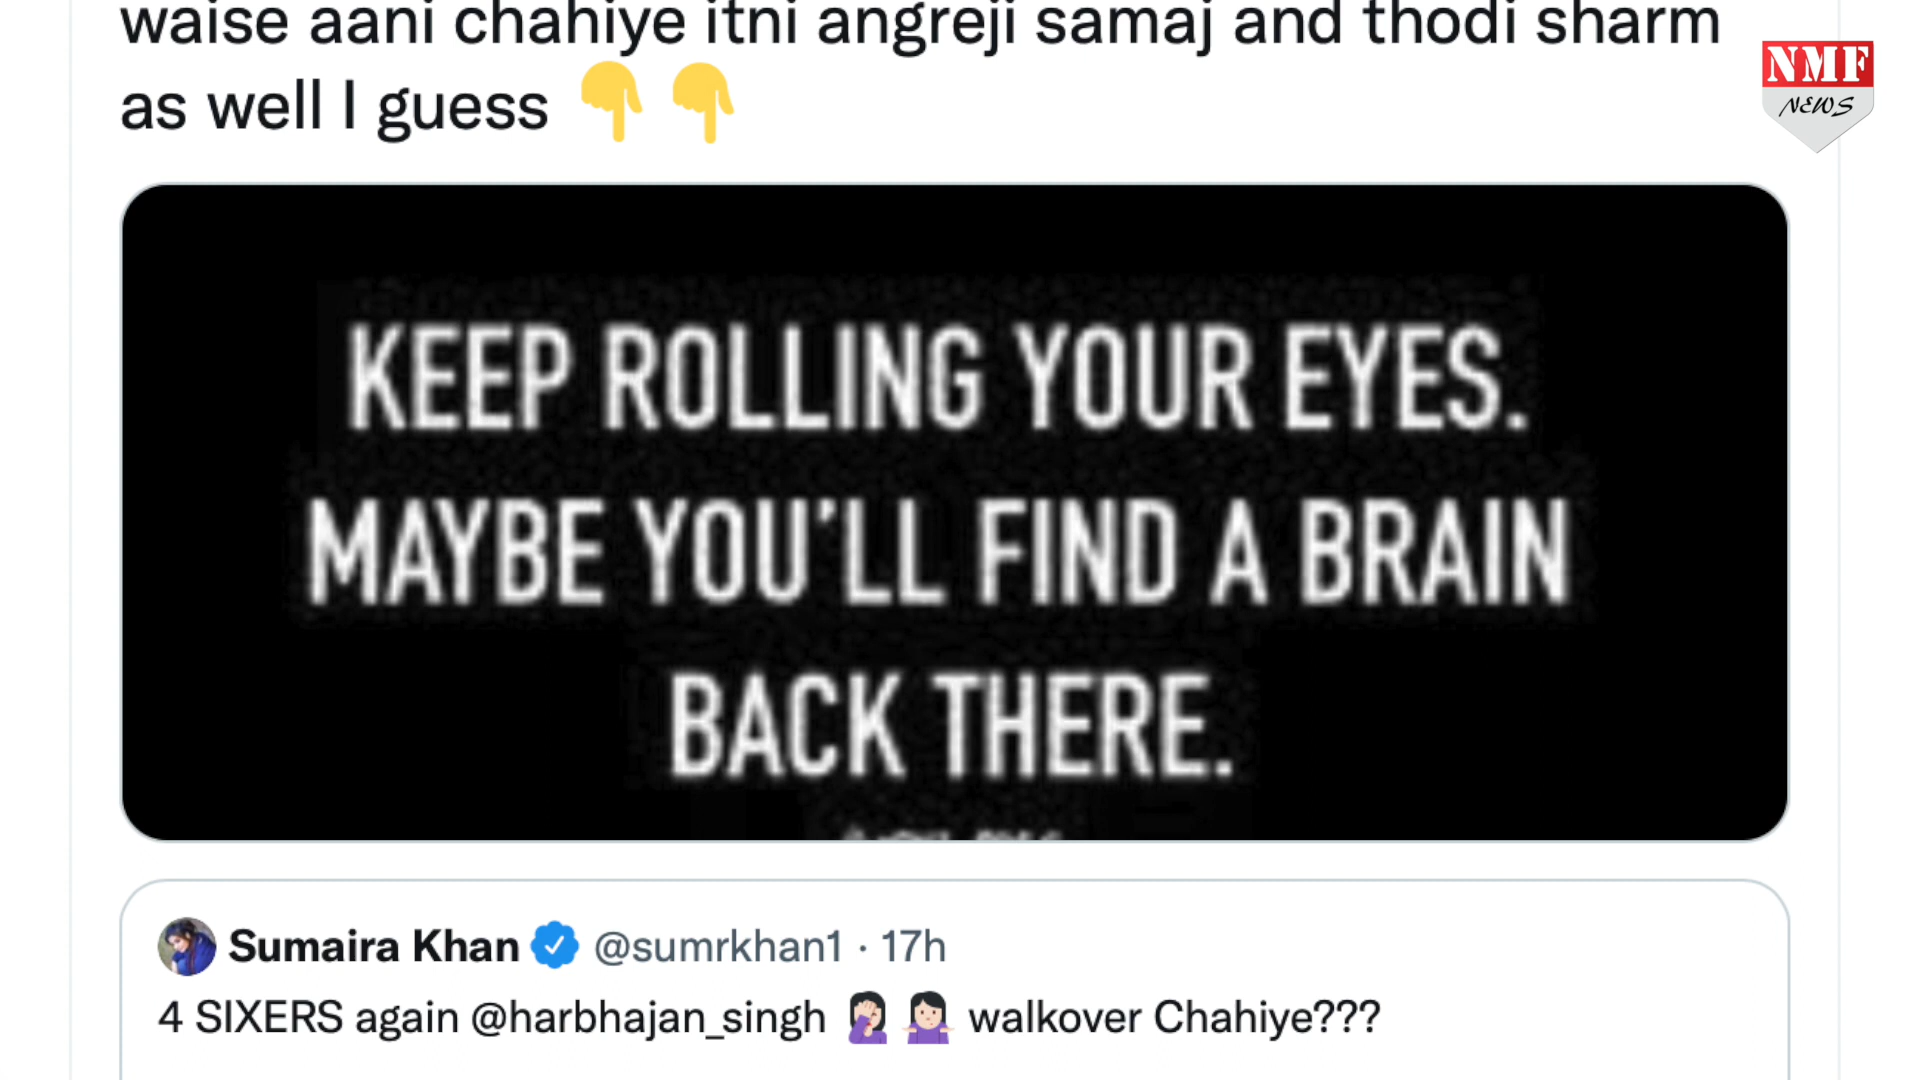 waise aani chahiye itni angreji samaj and thodi sharm
as well I guess 👇 👇
NMF
NEWS
KEEP ROLLING YOUR EYES.
MAYBE YOU'LL FIND A BRAIN
BACK THERE.
Sumaira Khan @sumrkhan1 · 17h
4 SIXERS again @harbhajan_singh 🤦🏻‍♀️ 🤷🏻‍♀️ walkover Chahiye???